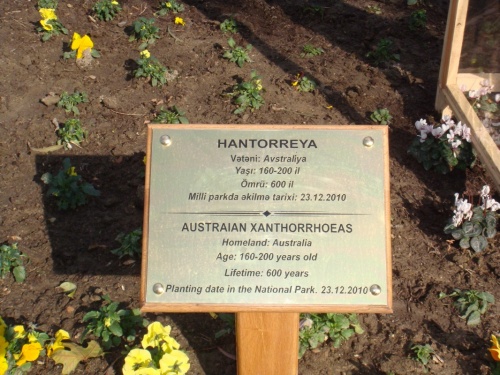 HANTORREYA
Vətəni: Avstraliya
Yaşı: 160-200 il
Ömrü: 600 il
Milli parkda əkilmə tarixi; 23.12.2010
AUSTRAIAN XANTHORRHOEAS
Homeland: Australia
Age: 160-200 years old
Lifetime: 600 years
Planting date in the National Park. 23.12.2010